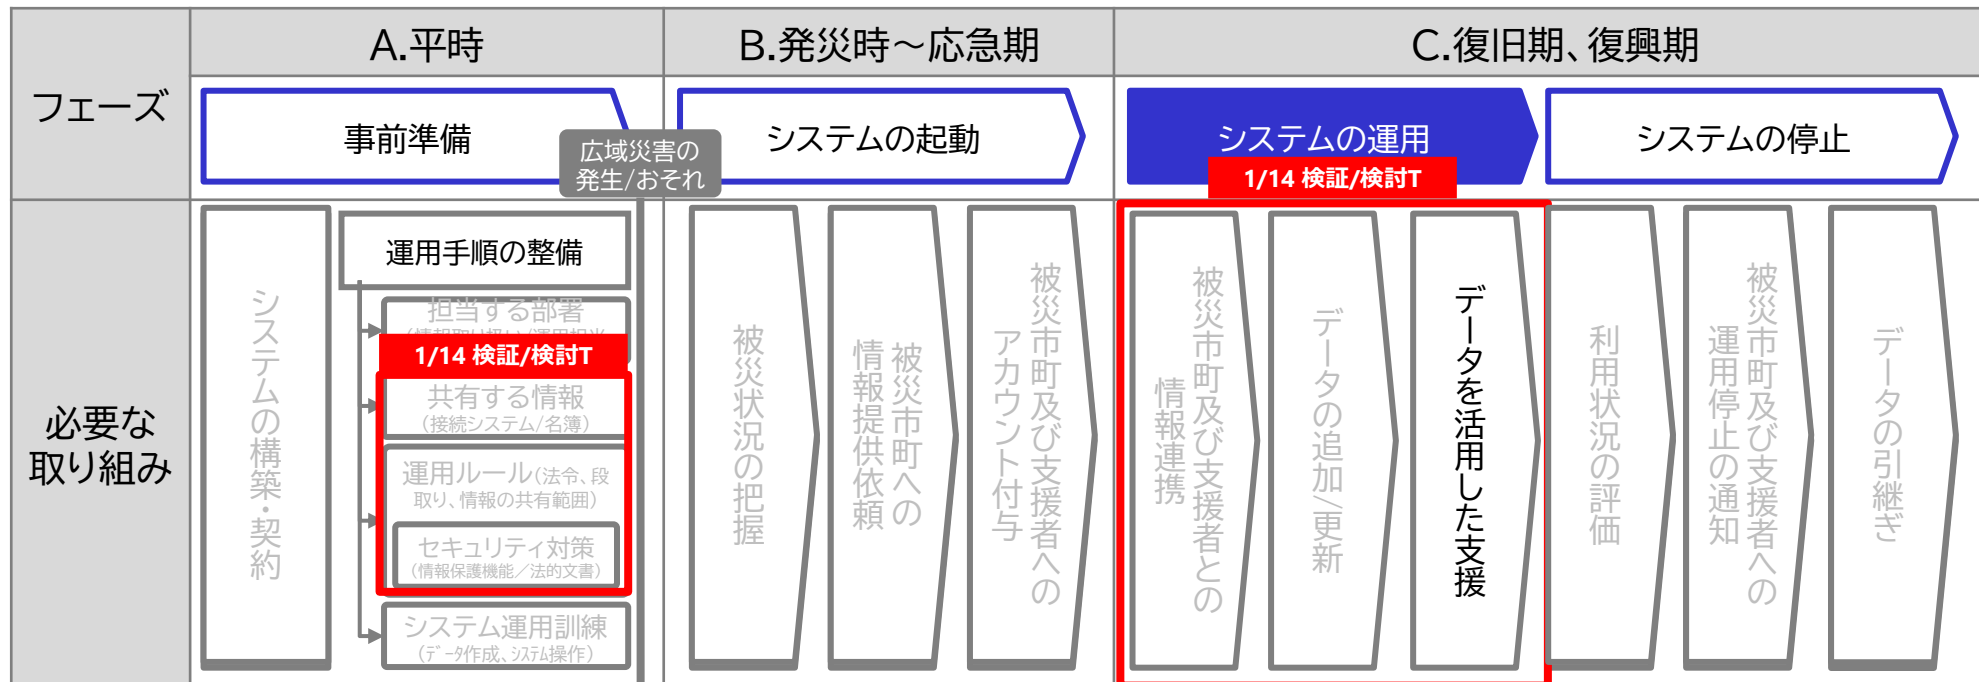 A.平時
B.発災時～応急期
C.復旧期、復興期
フェーズ
事前準備
広域災害の
発生/おそれ
システムの起動
システムの運用
1/14 検証/検討T
システムの停止
必要な
取り組み
システムの構築・契約
運用手順の整備
担当する部署
1/14 検証/検討T
共有する情報
（接続システム/名簿）
運用ルール(法令、段
取り、情報の共有範囲）
セキュリティ対策
（情報保護機能／法的文書）
システム運用訓練
（ﾃﾞｰﾀ作成、ｼｽﾃﾑ操作）
被災状況の把握
被災市町への
情報提供依頼
被災市町及び支援者への
アカウント付与
被災市町及び支援者との
情報連携
データの追加/更新
データを活用した支援
利用状況の評価
被災市町及び支援者への
運用停止の通知
データの引継ぎ